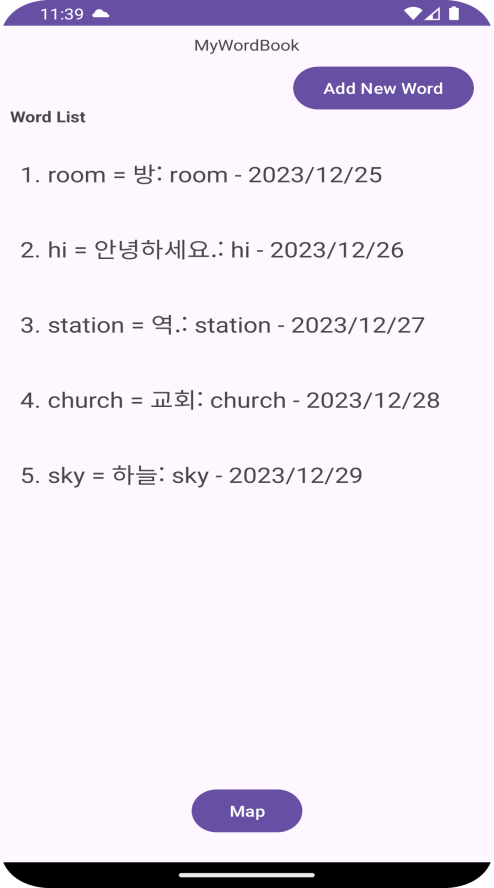 11:39
MyWordBook
Add New Word
Word List
1. room = 방: room - 2023/12/25
2. hi = 안녕하세요.: hi - 2023/12/26
3. station = 역.: station - 2023/12/27
4. church = 교회: church - 2023/12/28
5. sky = 하늘: sky - 2023/12/29
Map